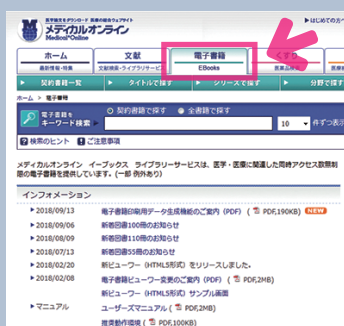 医学論文をダウンロード 医療の総合ウェブサイト
メディカルオンライン
Medical*Online
▶はじめての方へ
ホーム
最新情報・特集
文献
文献検索・ライブラリサービス
電子書籍
EBooks
くすり
医薬品検索
▶ 契約書籍一覧
▶ タイトルで探す
▶ シリーズで探す
▶ 分野で探す
ホーム > 電子書籍
電子書籍を
キーワード検索
契約書籍で探す 全書籍で探す
10
件ずつ表示
検索のヒント
ご注意事項
メディカルオンライン イーブックス ライブラリーサービスは、医学・医療に関連した同時アクセス数無制
限の電子書籍を提供しています。(一部 例外あり)
インフォメーション
▶ 2018/09/13 電子書籍印刷用データ生成機能のご案内 (PDF) ( PDF,190KB) NEW
▶ 2018/09/06 新着図書100冊のお知らせ
▶ 2018/08/09 新着図書110冊のお知らせ
▶ 2018/07/13 新着図書55冊のお知らせ
▶ 2018/02/20 新ビューワー (HTML5形式) をリリースしました。
▶ 2018/02/08 電子書籍ビューワー変更のご案内 (PDF) ( PDF,2MB)
新ビューワー (HTML5形式) サンプル画面
▶ マニュアル ユーザーズマニュアル ( PDF,2MB)
推奨動作環境 ( PDF,100KB)